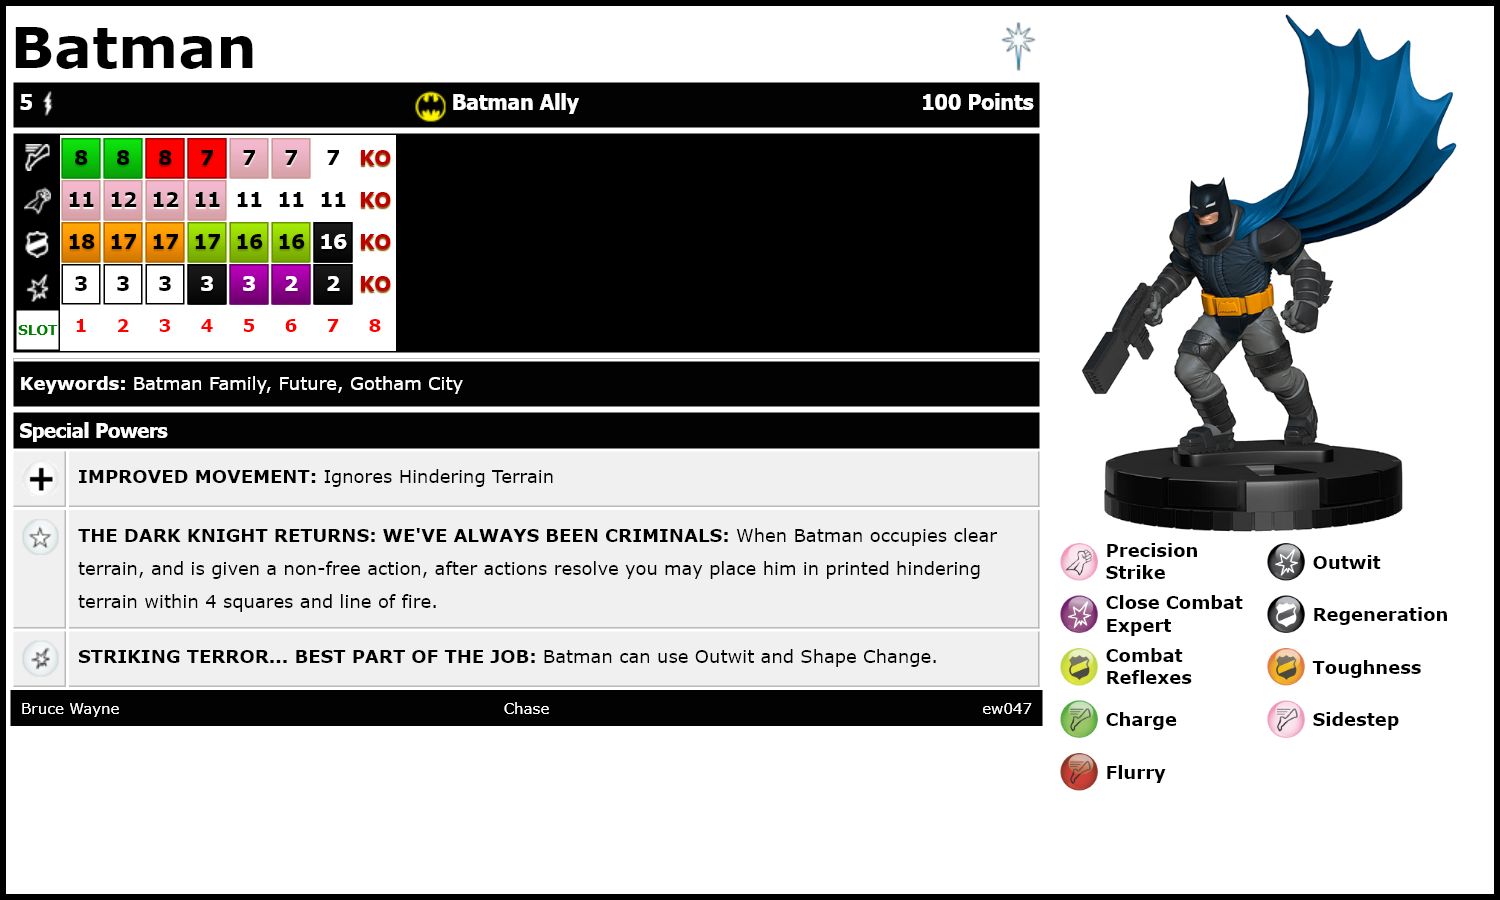 Batman
5
Batman Ally
100 Points
8 8 8 7 7 7 7 KO
11 12 12 11 11 11 11 KO
18 17 17 17 16 16 16 KO
3 3 3 3 3 2 2 KO
SLOT 1 2 3 4 5 6 7 8
Keywords: Batman Family, Future, Gotham City
Special Powers
IMPROVED MOVEMENT: Ignores Hindering Terrain
THE DARK KNIGHT RETURNS: WE'VE ALWAYS BEEN CRIMINALS: When Batman occupies clear
terrain, and is given a non-free action, after actions resolve you may place him in printed hindering
terrain within 4 squares and line of fire.
STRIKING TERROR... BEST PART OF THE JOB: Batman can use Outwit and Shape Change.
Bruce Wayne
Chase
ew047
Precision
Strike
Outwit
Close Combat
Expert
Regeneration
Combat
Reflexes
Toughness
Charge
Sidestep
Flurry